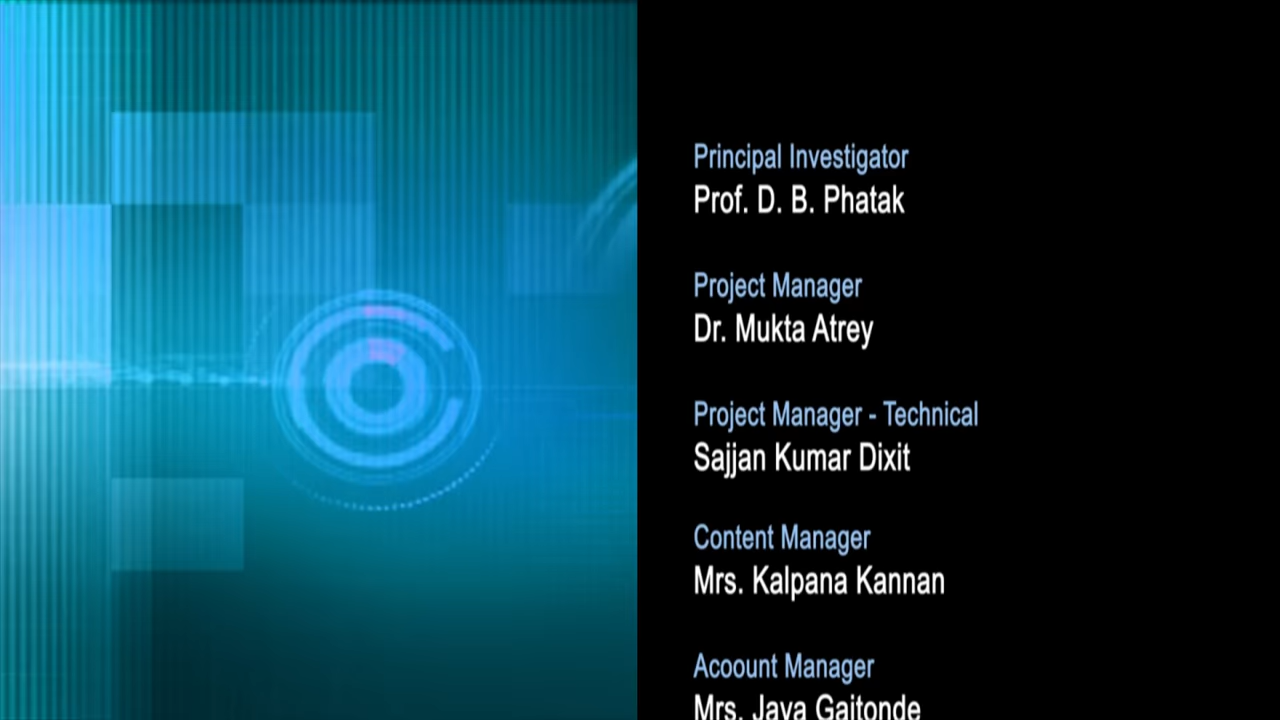 Principal Investigator
Prof. D. B. Phatak
Project Manager
Dr. Mukta Atrey
Project Manager - Technical
Sajjan Kumar Dixit
Content Manager
Mrs. Kalpana Kannan
Acoount Manager
Mrs. Jaya Gaitonde